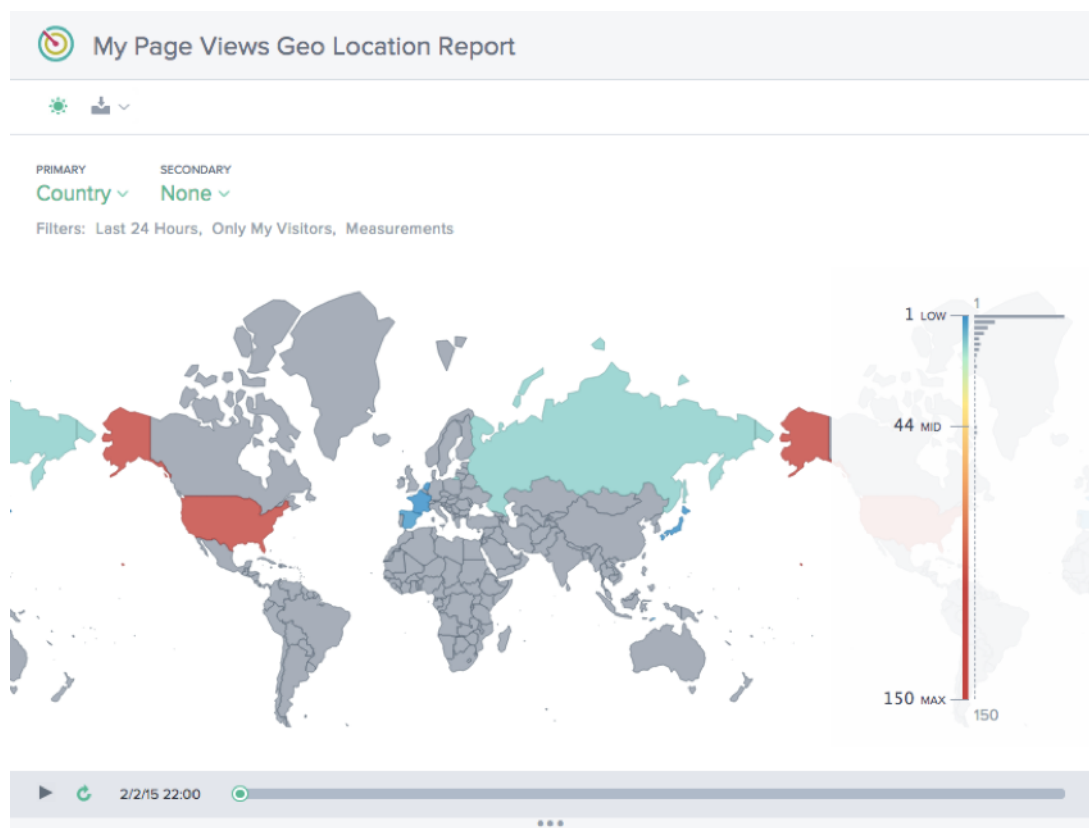 My Page Views Geo Location Report
PRIMARY SECONDARY
Country None
Filters: Last 24 Hours, Only My Visitors, Measurements
1
1 LOW
44 MID
150 MAX
150
2/2/15 22:00